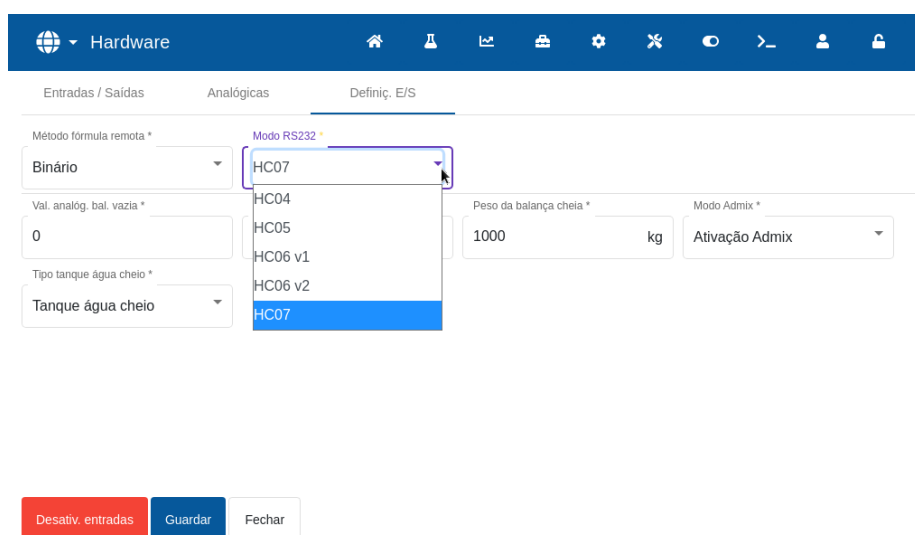 Hardware
Entradas / Saídas
Analógicas
Definiç. E/S
Método fórmula remota *
Binário
Modo RS232 *
HC07
HC04
HC05
HC06 v1
HC06 v2
HC07
Val. analóg. bal. vazia *
0
Peso da balança cheia *
1000 kg
Modo Admix *
Ativação Admix
Tipo tanque água cheio *
Tanque água cheio
Desativ. entradas
Guardar
Fechar